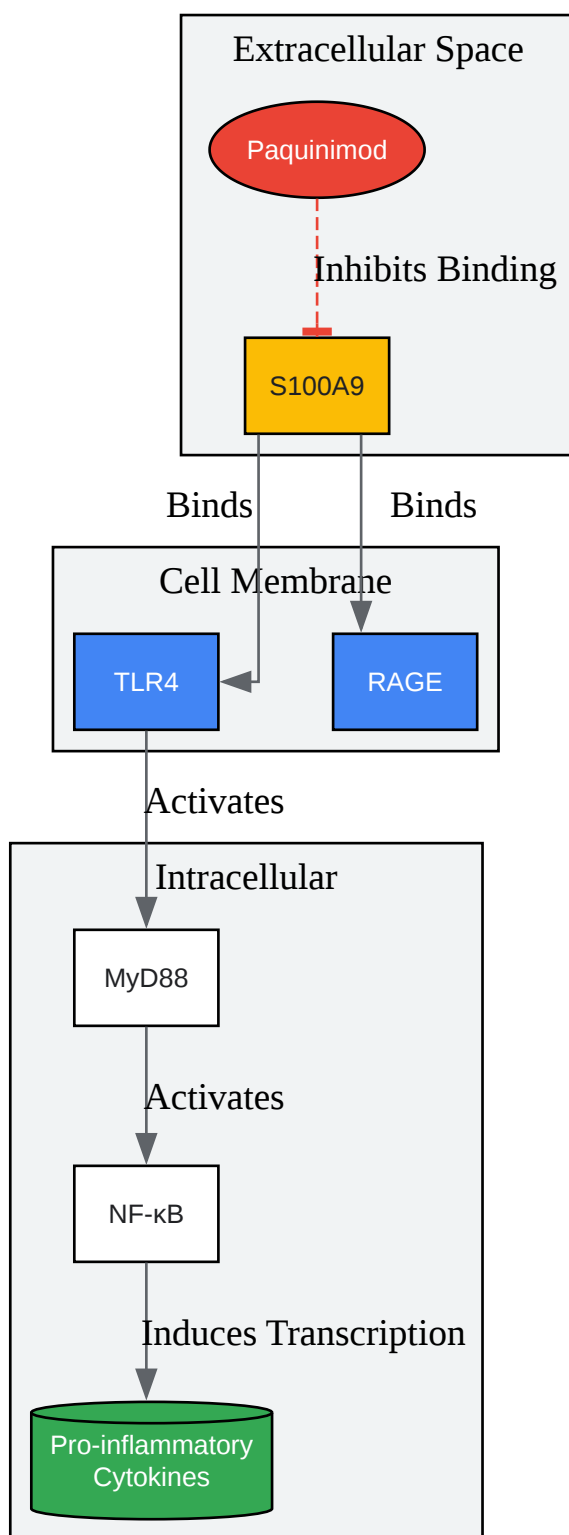 Extracellular Space
Paquinimod
Inhibits Binding
S100A9
Binds
Binds
Cell Membrane
TLR4
RAGE
Activates
Intracellular
MyD88
Activates
NF-κB
Induces Transcription
Pro-inflammatory
Cytokines